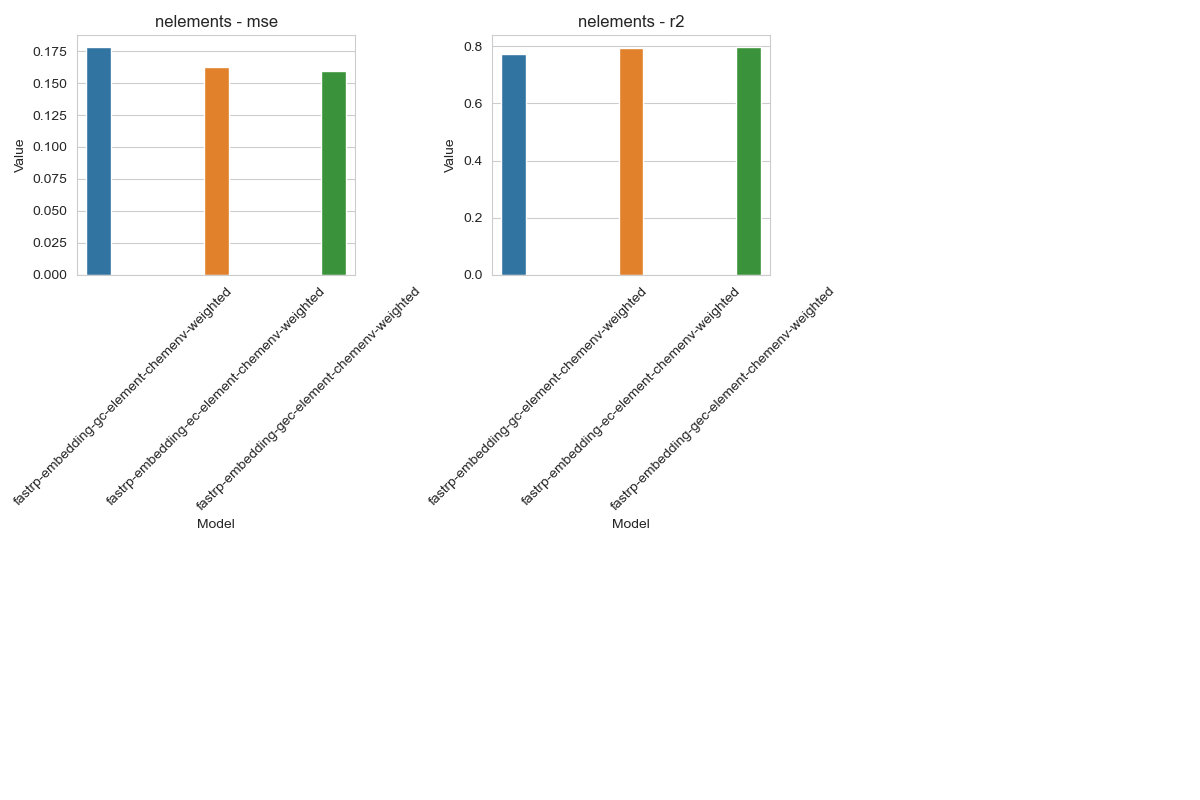 nelements - mse
Value
0.175
0.150
0.125
0.100
0.075
0.050
0.025
0.000
fastrp-embedding-gc-element-chemenv-weighted
fastrp-embedding-ec-element-chemenv-weighted
fastrp-embedding-gec-element-chemenv-weighted
Model
nelements - r2
Value
0.8
0.6
0.4
0.2
0.0
fastrp-embedding-gc-element-chemenv-weighted
fastrp-embedding-ec-element-chemenv-weighted
fastrp-embedding-gec-element-chemenv-weighted
Model